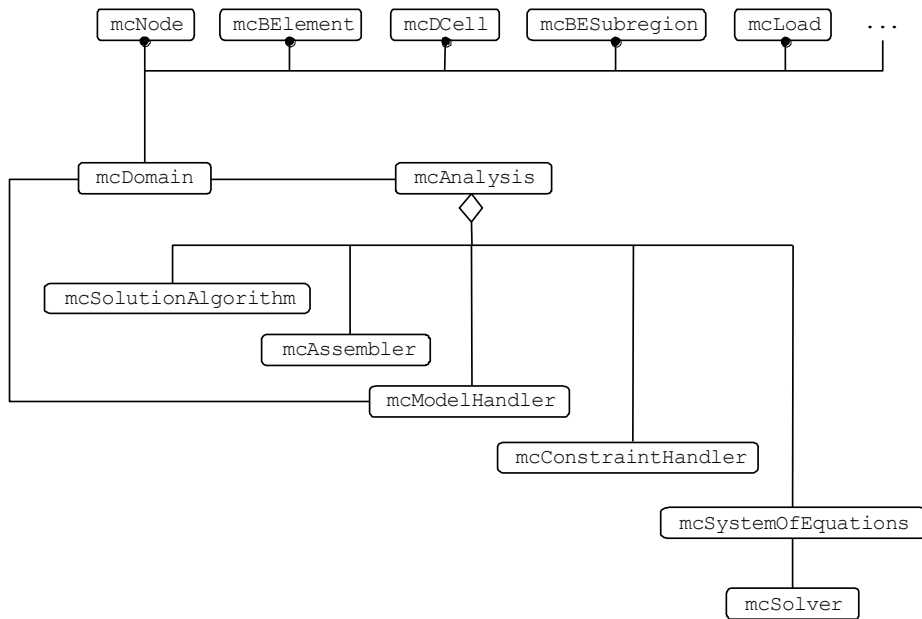 mcNode mcBElement mcDCell mcBESubregion mcLoad ...
mcDomain mcAnalysis
mcSolutionAlgorithm
mcAssembler
mcModelHandler
mcConstraintHandler
mcSystemOfEquations
mcSolver